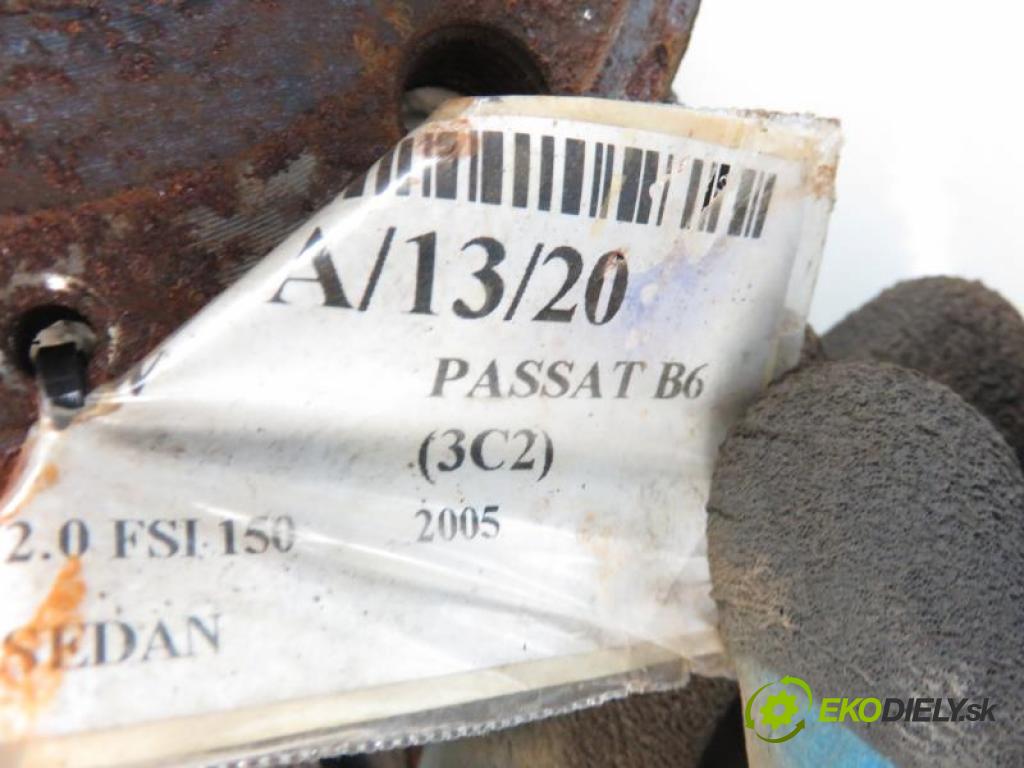 A/13/20
PASSAT B6
(3C2)
2.0 FSI 150 2005
SEDAN
EKODIELY.sk